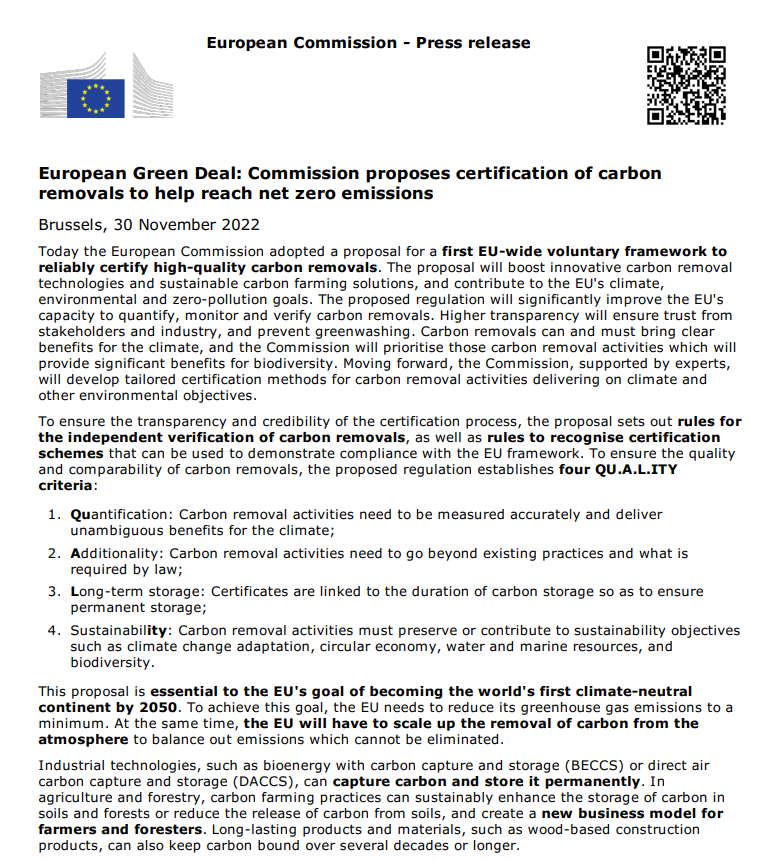 European Commission - Press release
European Green Deal: Commission proposes certification of carbon
removals to help reach net zero emissions
Brussels, 30 November 2022
Today the European Commission adopted a proposal for a first EU-wide voluntary framework to
reliably certify high-quality carbon removals. The proposal will boost innovative carbon removal
technologies and sustainable carbon farming solutions, and contribute to the EU's climate,
environmental and zero-pollution goals. The proposed regulation will significantly improve the EU's
capacity to quantify, monitor and verify carbon removals. Higher transparency will ensure trust from
stakeholders and industry, and prevent greenwashing. Carbon removals can and must bring clear
benefits for the climate, and the Commission will prioritise those carbon removal activities which will
provide significant benefits for biodiversity. Moving forward, the Commission, supported by experts,
will develop tailored certification methods for carbon removal activities delivering on climate and
other environmental objectives.
To ensure the transparency and credibility of the certification process, the proposal sets out rules for
the independent verification of carbon removals, as well as rules to recognise certification
schemes that can be used to demonstrate compliance with the EU framework. To ensure the quality
and comparability of carbon removals, the proposed regulation establishes four QU.A.L.ITY
criteria:
1. Quantification: Carbon removal activities need to be measured accurately and deliver
unambiguous benefits for the climate;
2. Additionality: Carbon removal activities need to go beyond existing practices and what is
required by law;
3. Long-term storage: Certificates are linked to the duration of carbon storage so as to ensure
permanent storage;
4. Sustainability: Carbon removal activities must preserve or contribute to sustainability objectives
such as climate change adaptation, circular economy, water and marine resources, and
biodiversity.
This proposal is essential to the EU's goal of becoming the world's first climate-neutral
continent by 2050. To achieve this goal, the EU needs to reduce its greenhouse gas emissions to a
minimum. At the same time, the EU will have to scale up the removal of carbon from the
atmosphere to balance out emissions which cannot be eliminated.
Industrial technologies, such as bioenergy with carbon capture and storage (BECCS) or direct air
carbon capture and storage (DACCS), can capture carbon and store it permanently. In
agriculture and forestry, carbon farming practices can sustainably enhance the storage of carbon in
soils and forests or reduce the release of carbon from soils, and create a new business model for
farmers and foresters. Long-lasting products and materials, such as wood-based construction
products, can also keep carbon bound over several decades or longer.